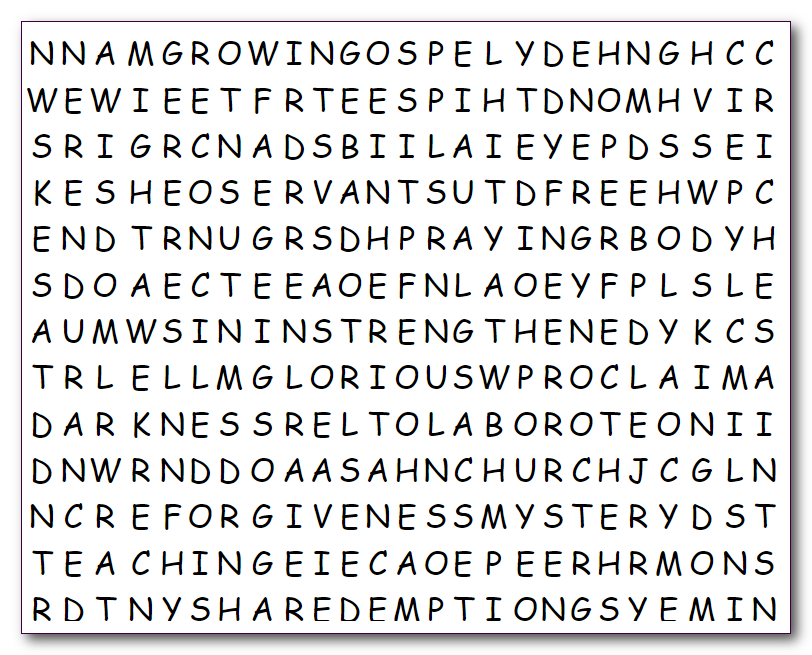 NNAMGROWINGOSPELYDEHNGHCC
WEWIEETFRTEESPIHTDNOMHVIR
SRIGRCNADSBIILAIEYEPDSSEI
KESHEOSERVANTSUTDFREEHWPC
ENDTRNUGRSDHPRAYINGRBODYH
SDOAECTEEAOEFNLAOEYFPLSLE
AUMWSININSTRENGTHENEDYKCS
TRLELLMGLORIOUSWPROCLAIMA
DARKNESSRELTOLABOROTEONII
DNWRNDDOAASAHNCHURCHJCGLN
NCREFORGIVENESSMYSTERYDST
TEACHINGEIECAOEPEERHRMONS
RDTNYSHAREDEMPTIONGSYEMIN